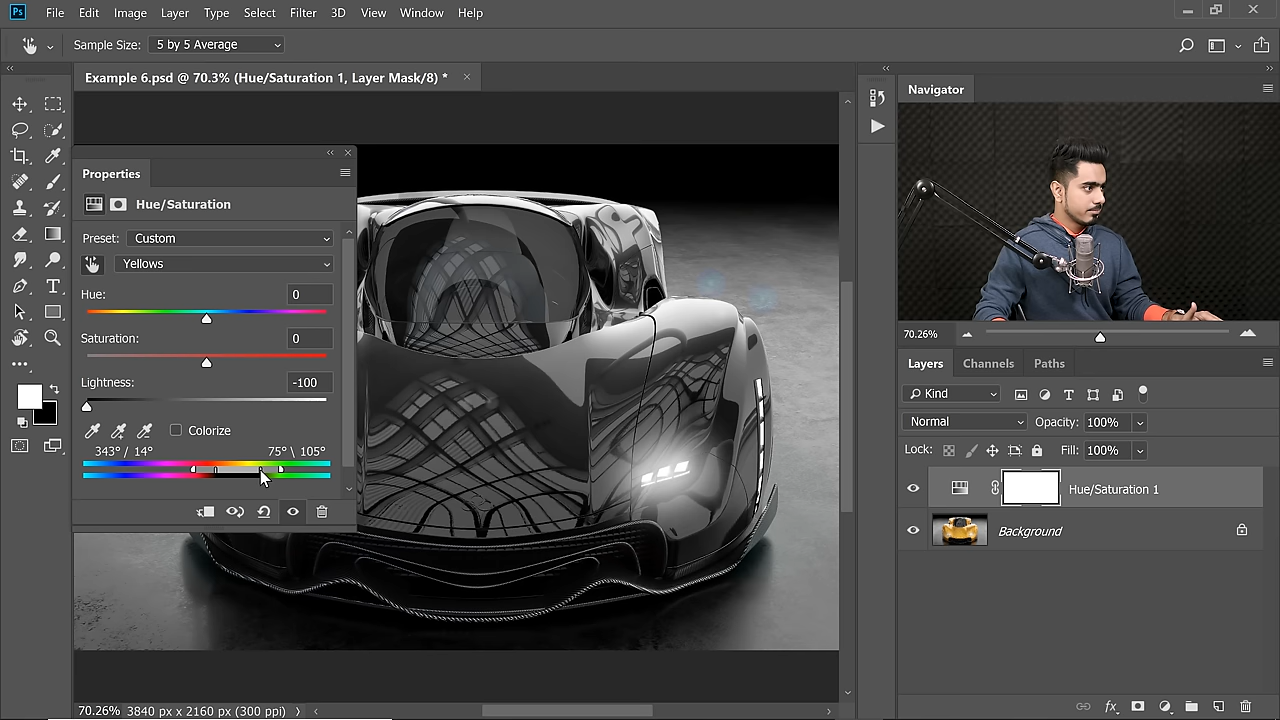 Ps File Edit Image Layer Type Select Filter 3D View Window Help
Sample Size: 5 by 5 Average
Example 6.psd @ 70.3% (Hue/Saturation 1, Layer Mask/8) * ×
Navigator
Properties
Hue/Saturation
Preset: Custom
Yellows
Hue: 0
Saturation: 0
Lightness: -100
Colorize
343°/ 14° 75° \ 105°
70.26%
Layers Channels Paths
Kind
Normal Opacity: 100%
Lock: Fill: 100%
Hue/Saturation 1
Background
fx
70.26% 3840 px x 2160 px (300 ppi)